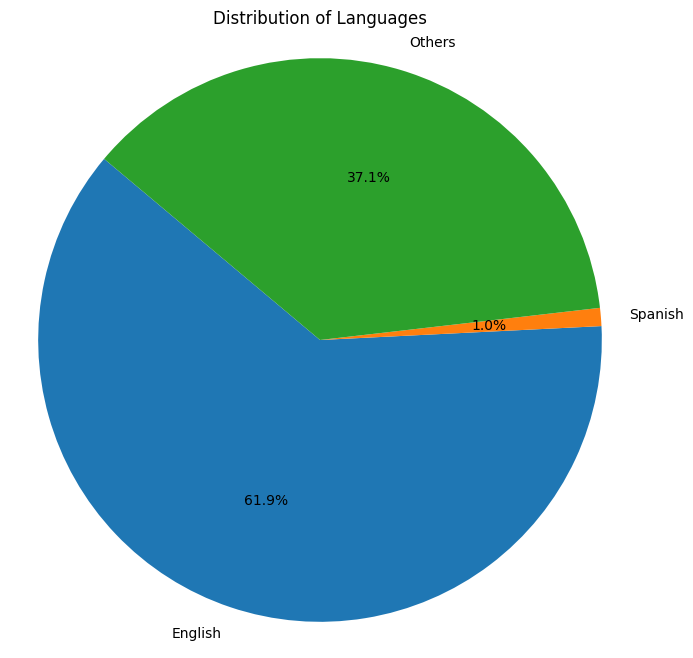 Distribution of Languages
Others
37.1%
Spanish
1.0%
61.9%
English